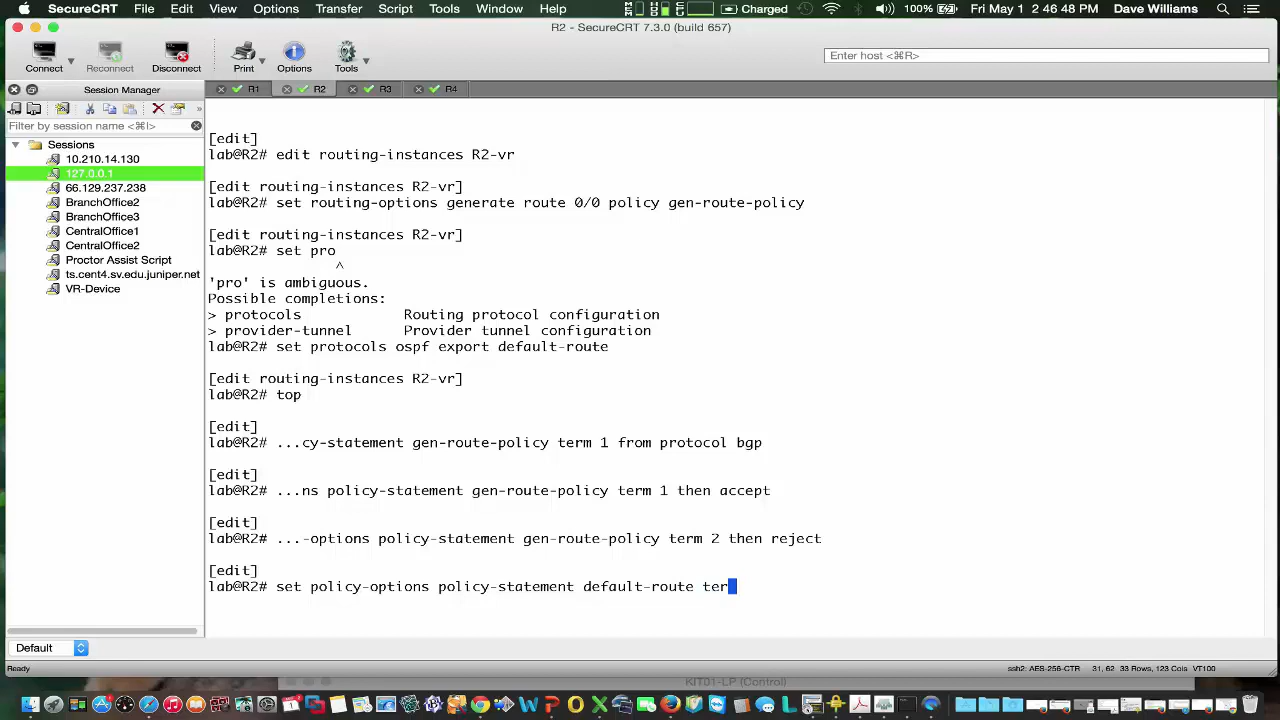 SecureCRT File Edit View Options Transfer Script Tools Window Help Charged 100% Fri May 1 2:46:48 PM Dave Williams
R2 - SecureCRT 7.3.0 (build 657)
Connect Reconnect Disconnect Print Options Tools Enter host <⌘R>
Session Manager R1 R2 R3 R4
»
Filter by session name <⌘I>
Sessions
10.210.14.130
127.0.0.1
66.129.237.238
BranchOffice2
BranchOffice3
CentralOffice1
CentralOffice2
Proctor Assist Script
ts.cent4.sv.edu.juniper.net
VR-Device
[edit]
lab@R2# edit routing-instances R2-vr
[edit routing-instances R2-vr]
lab@R2# set routing-options generate route 0/0 policy gen-route-policy
[edit routing-instances R2-vr]
lab@R2# set pro
^
'pro' is ambiguous.
Possible completions:
> protocols Routing protocol configuration
> provider-tunnel Provider tunnel configuration
lab@R2# set protocols ospf export default-route
[edit routing-instances R2-vr]
lab@R2# top
[edit]
lab@R2# ...cy-statement gen-route-policy term 1 from protocol bgp
[edit]
lab@R2# ...ns policy-statement gen-route-policy term 1 then accept
[edit]
lab@R2# ...-options policy-statement gen-route-policy term 2 then reject
[edit]
lab@R2# set policy-options policy-statement default-route ter
Default
Ready ssh2: AES-256-CTR 31, 62 33 Rows, 123 Cols VT100
KIT01-LP (Control)